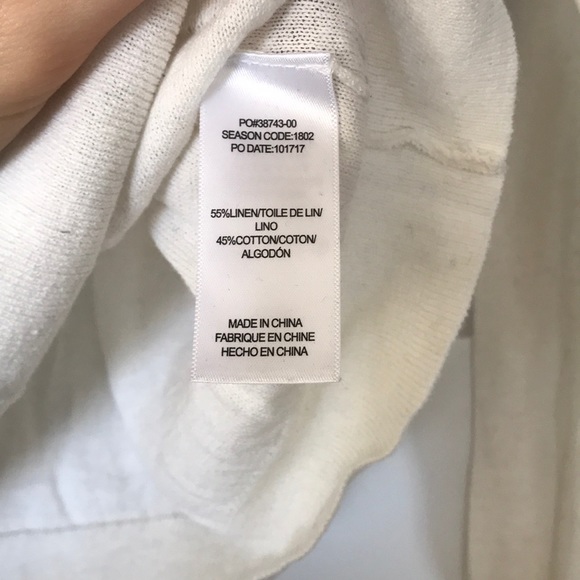 PO#38743-00
SEASON CODE:1802
PO DATE:101717
55%LINEN/TOILE DE LIN/
LINO
45%COTTON/COTON/
ALGODÓN
MADE IN CHINA
FABRIQUE EN CHINE
HECHO EN CHINA